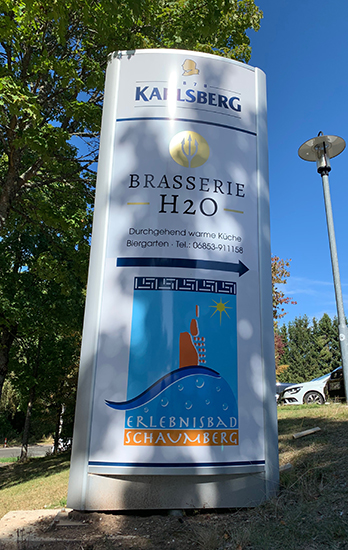 KARLSBERG
BRASSERIE
H2O
Durchgehend warme Küche
Biergarten · Tel.: 06853-911158
ERLEBNISBAD
SCHAUMBERG